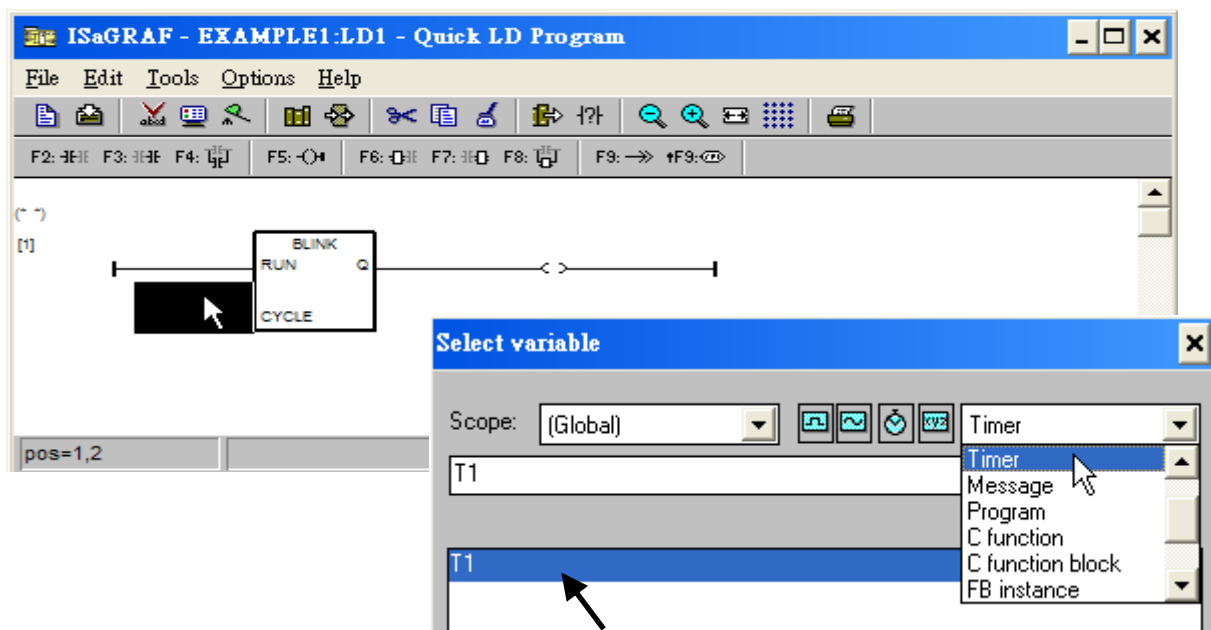 ISaGRAF - EXAMPLE1:LD1 - Quick LD Program
File Edit Tools Options Help
F2: F3: F4: F5: F6: F7: F8: F9: F9:
(* *)
[1]
BLINK
RUN Q
CYCLE
pos=1,2
Select variable
Scope: (Global) xyz Timer
T1
Timer
Message
Program
C function
C function block
FB instance
T1